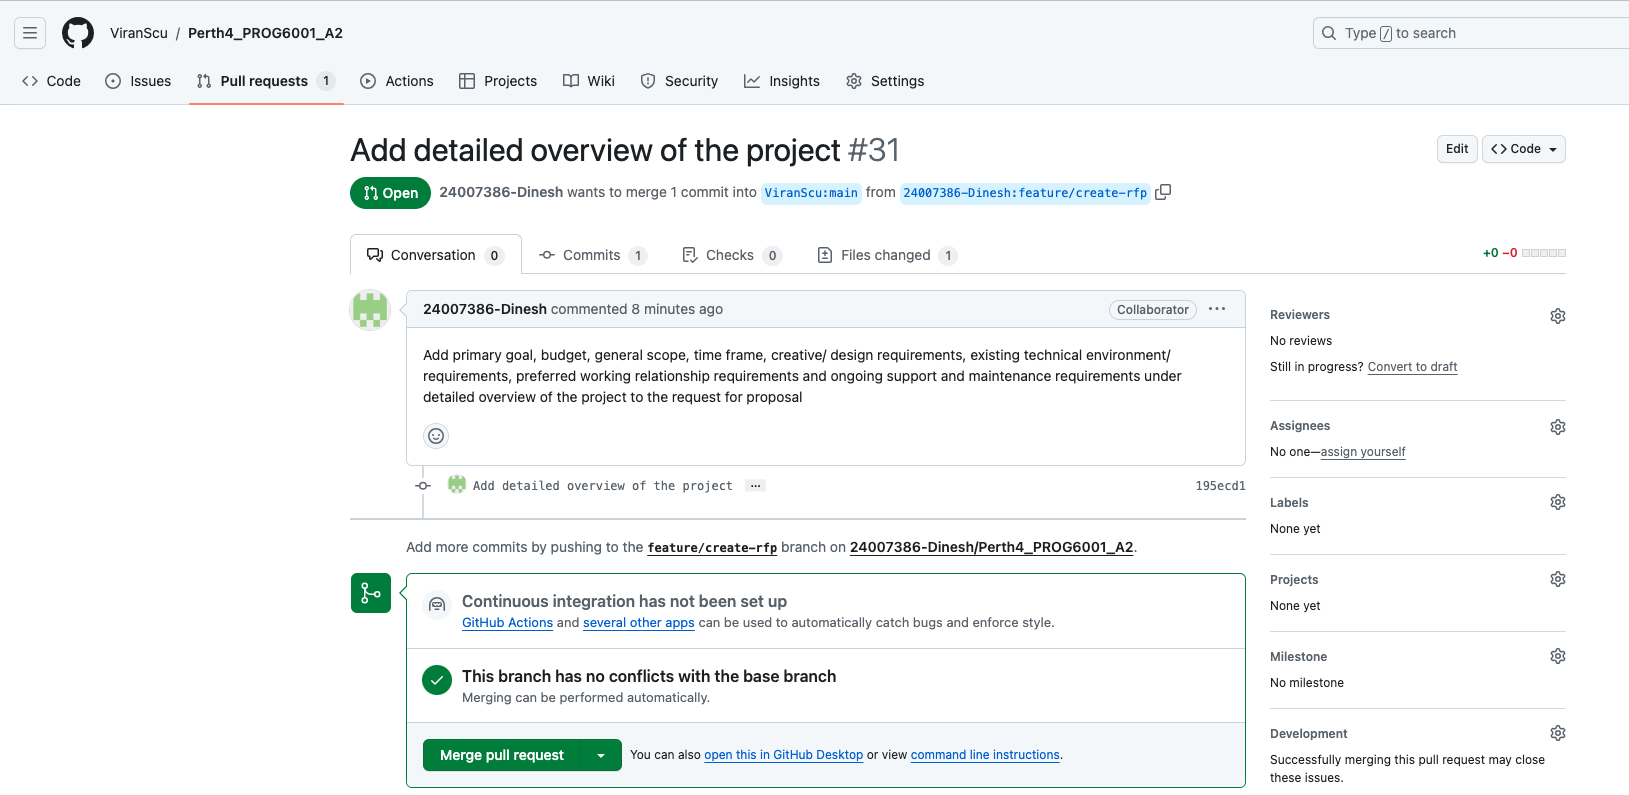 ViranScu / Perth4_PROG6001_A2
Type / to search
Code Issues Pull requests 1 Actions Projects Wiki Security Insights Settings
Add detailed overview of the project #31
Edit Code
Open 24007386-Dinesh wants to merge 1 commit into ViranScu:main from 24007386-Dinesh:feature/create-rfp
Conversation 0 Commits 1 Checks 0 Files changed 1
+0 −0
24007386-Dinesh commented 8 minutes ago
Collaborator
Add primary goal, budget, general scope, time frame, creative/ design requirements, existing technical environment/
requirements, preferred working relationship requirements and ongoing support and maintenance requirements under
detailed overview of the project to the request for proposal
Add detailed overview of the project ...
195ecd1
Add more commits by pushing to the feature/create-rfp branch on 24007386-Dinesh/Perth4_PROG6001_A2.
Continuous integration has not been set up
GitHub Actions and several other apps can be used to automatically catch bugs and enforce style.
This branch has no conflicts with the base branch
Merging can be performed automatically.
Merge pull request
You can also open this in GitHub Desktop or view command line instructions.
Reviewers
No reviews
Still in progress? Convert to draft
Assignees
No one—assign yourself
Labels
None yet
Projects
None yet
Milestone
No milestone
Development
Successfully merging this pull request may close
these issues.